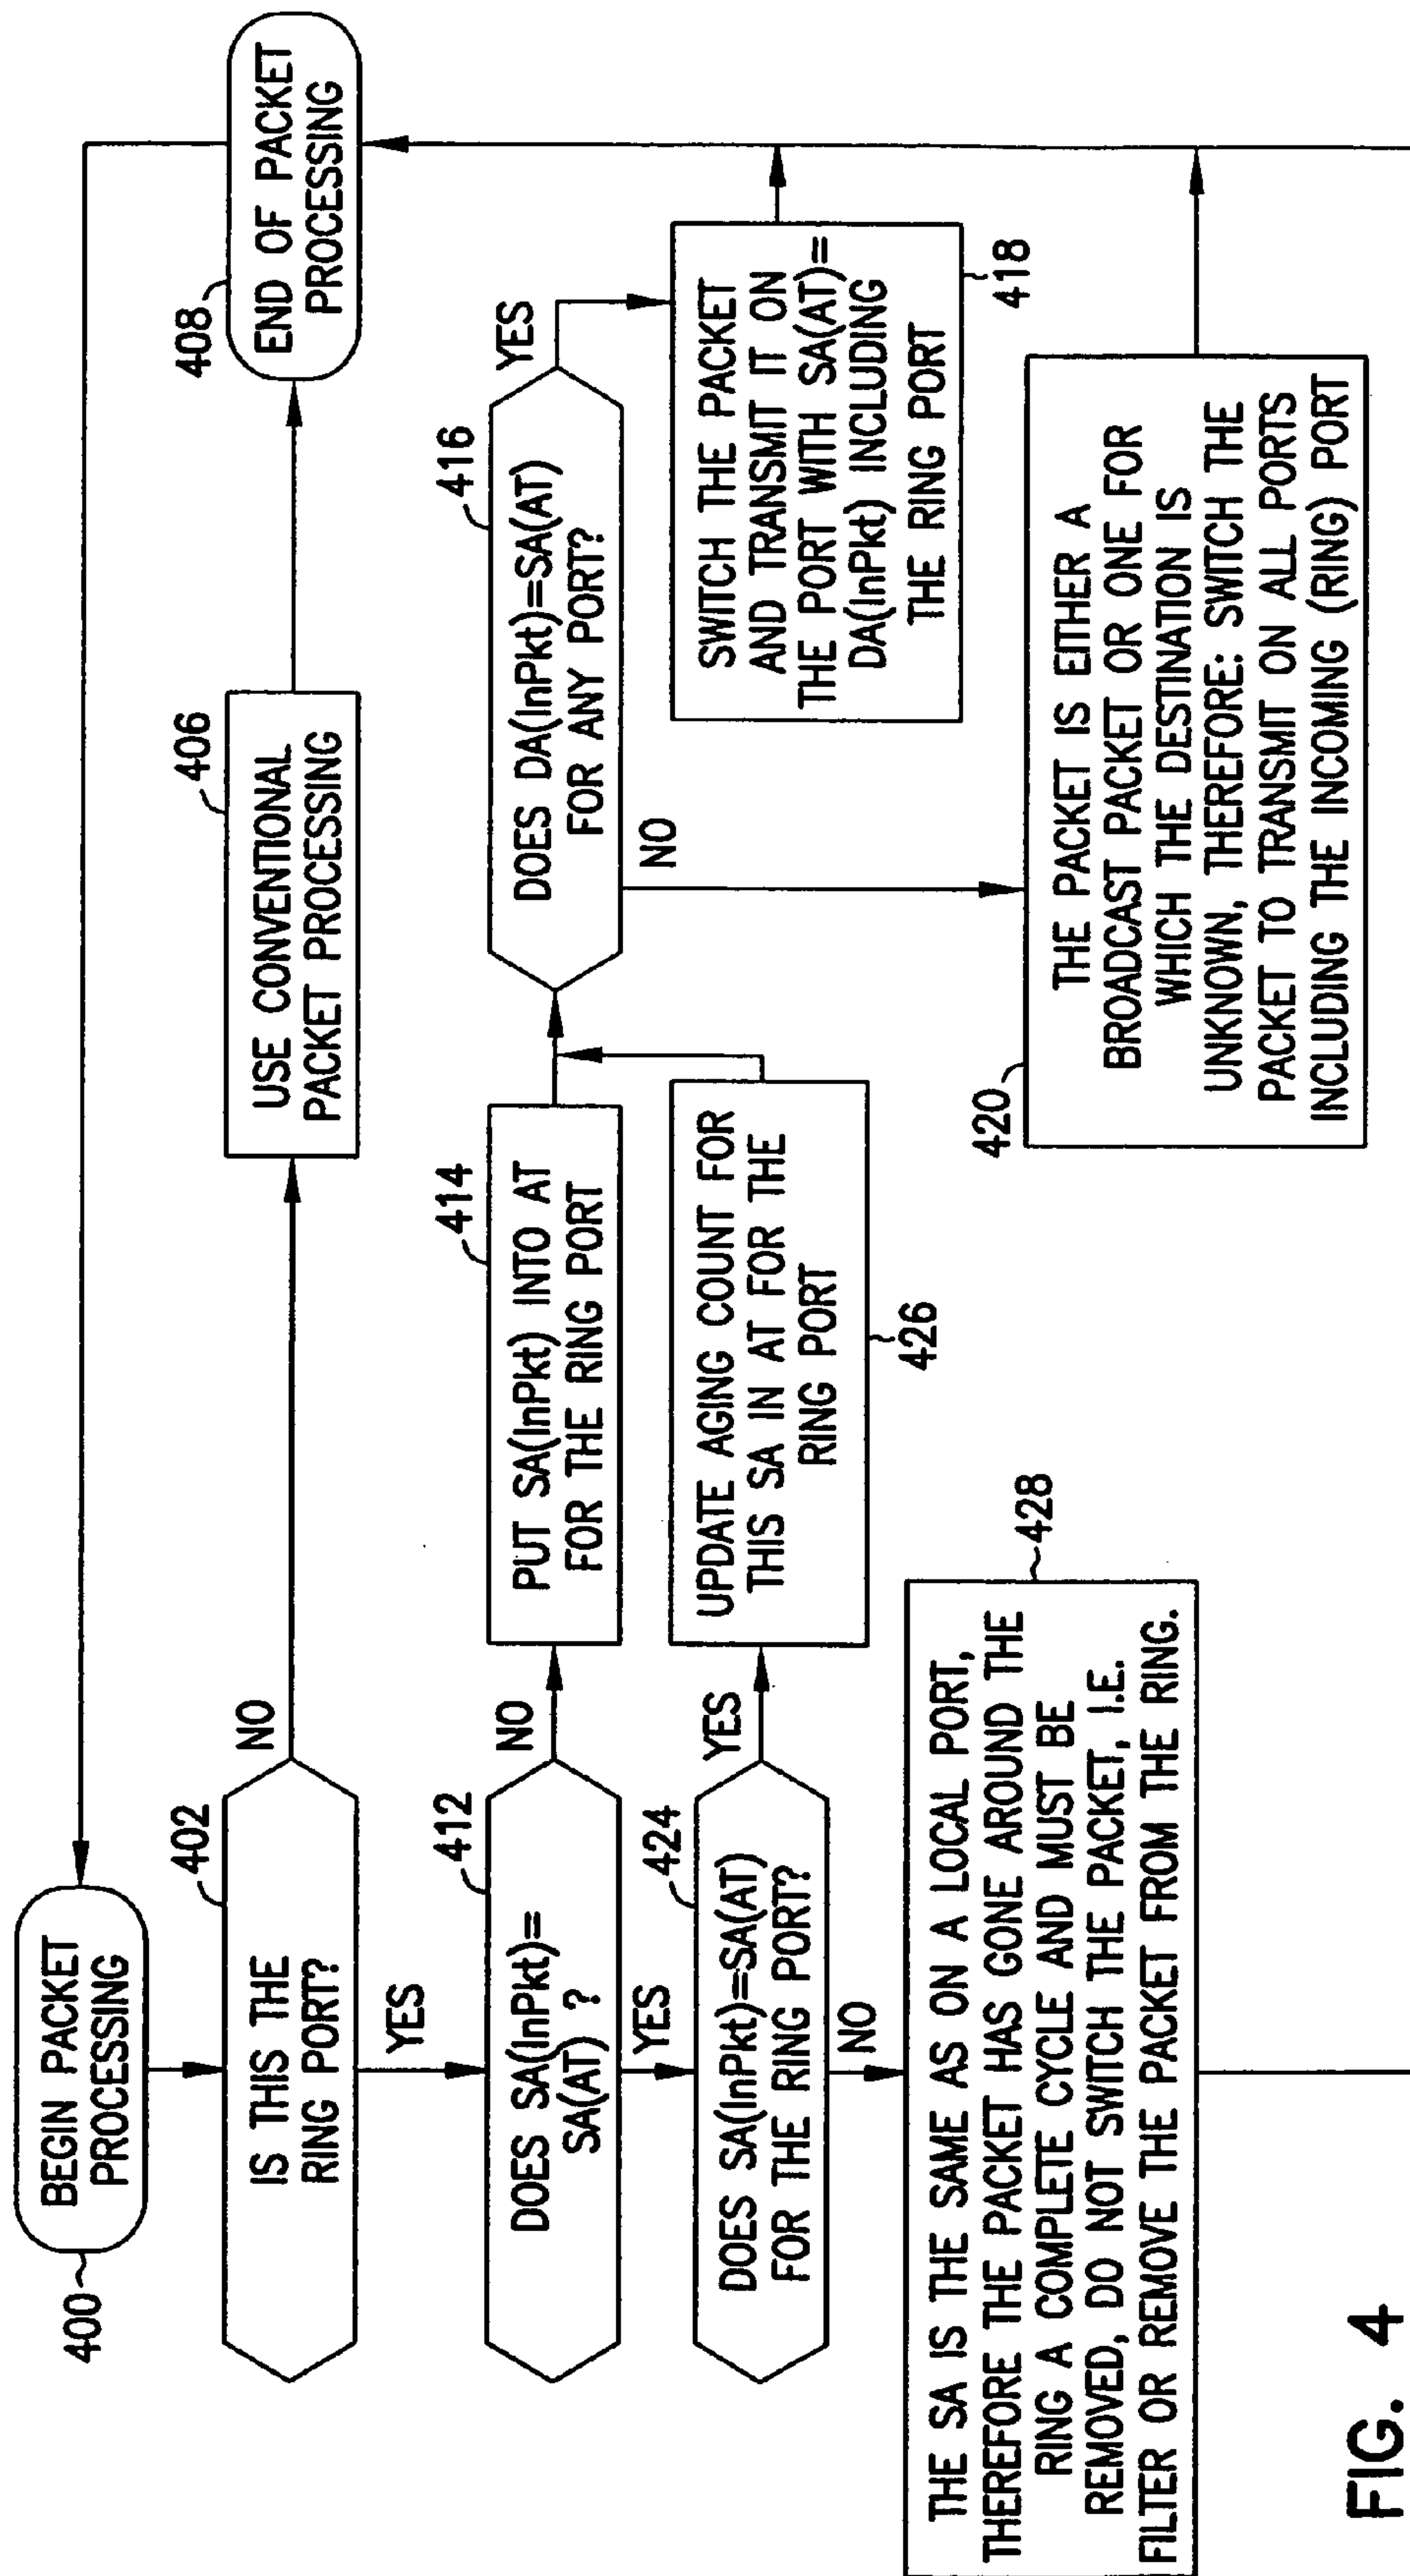 400
BEGIN PACKET
PROCESSING
402
IS THIS THE
RING PORT?
NO
YES
406
USE CONVENTIONAL
PACKET PROCESSING
408
END OF PACKET
PROCESSING
412
DOES SA(InPkt)=
SA(AT) ?
NO
YES
414
PUT SA(InPkt) INTO AT
FOR THE RING PORT
416
DOES DA(InPkt)=SA(AT)
FOR ANY PORT?
YES
NO
SWITCH THE PACKET
AND TRANSMIT IT ON
THE PORT WITH SA(AT)=
DA(InPkt) INCLUDING
THE RING PORT
418
424
DOES SA(InPkt)=SA(AT)
FOR THE RING PORT?
YES
NO
UPDATE AGING COUNT FOR
THIS SA IN AT FOR THE
RING PORT
426
420
THE PACKET IS EITHER A
BROADCAST PACKET OR ONE FOR
WHICH THE DESTINATION IS
UNKNOWN, THEREFORE: SWITCH THE
PACKET TO TRANSMIT ON ALL PORTS
INCLUDING THE INCOMING (RING) PORT
428
THE SA IS THE SAME AS ON A LOCAL PORT,
THEREFORE THE PACKET HAS GONE AROUND THE
RING A COMPLETE CYCLE AND MUST BE
REMOVED, DO NOT SWITCH THE PACKET, I.E.
FILTER OR REMOVE THE PACKET FROM THE RING.
FIG. 4